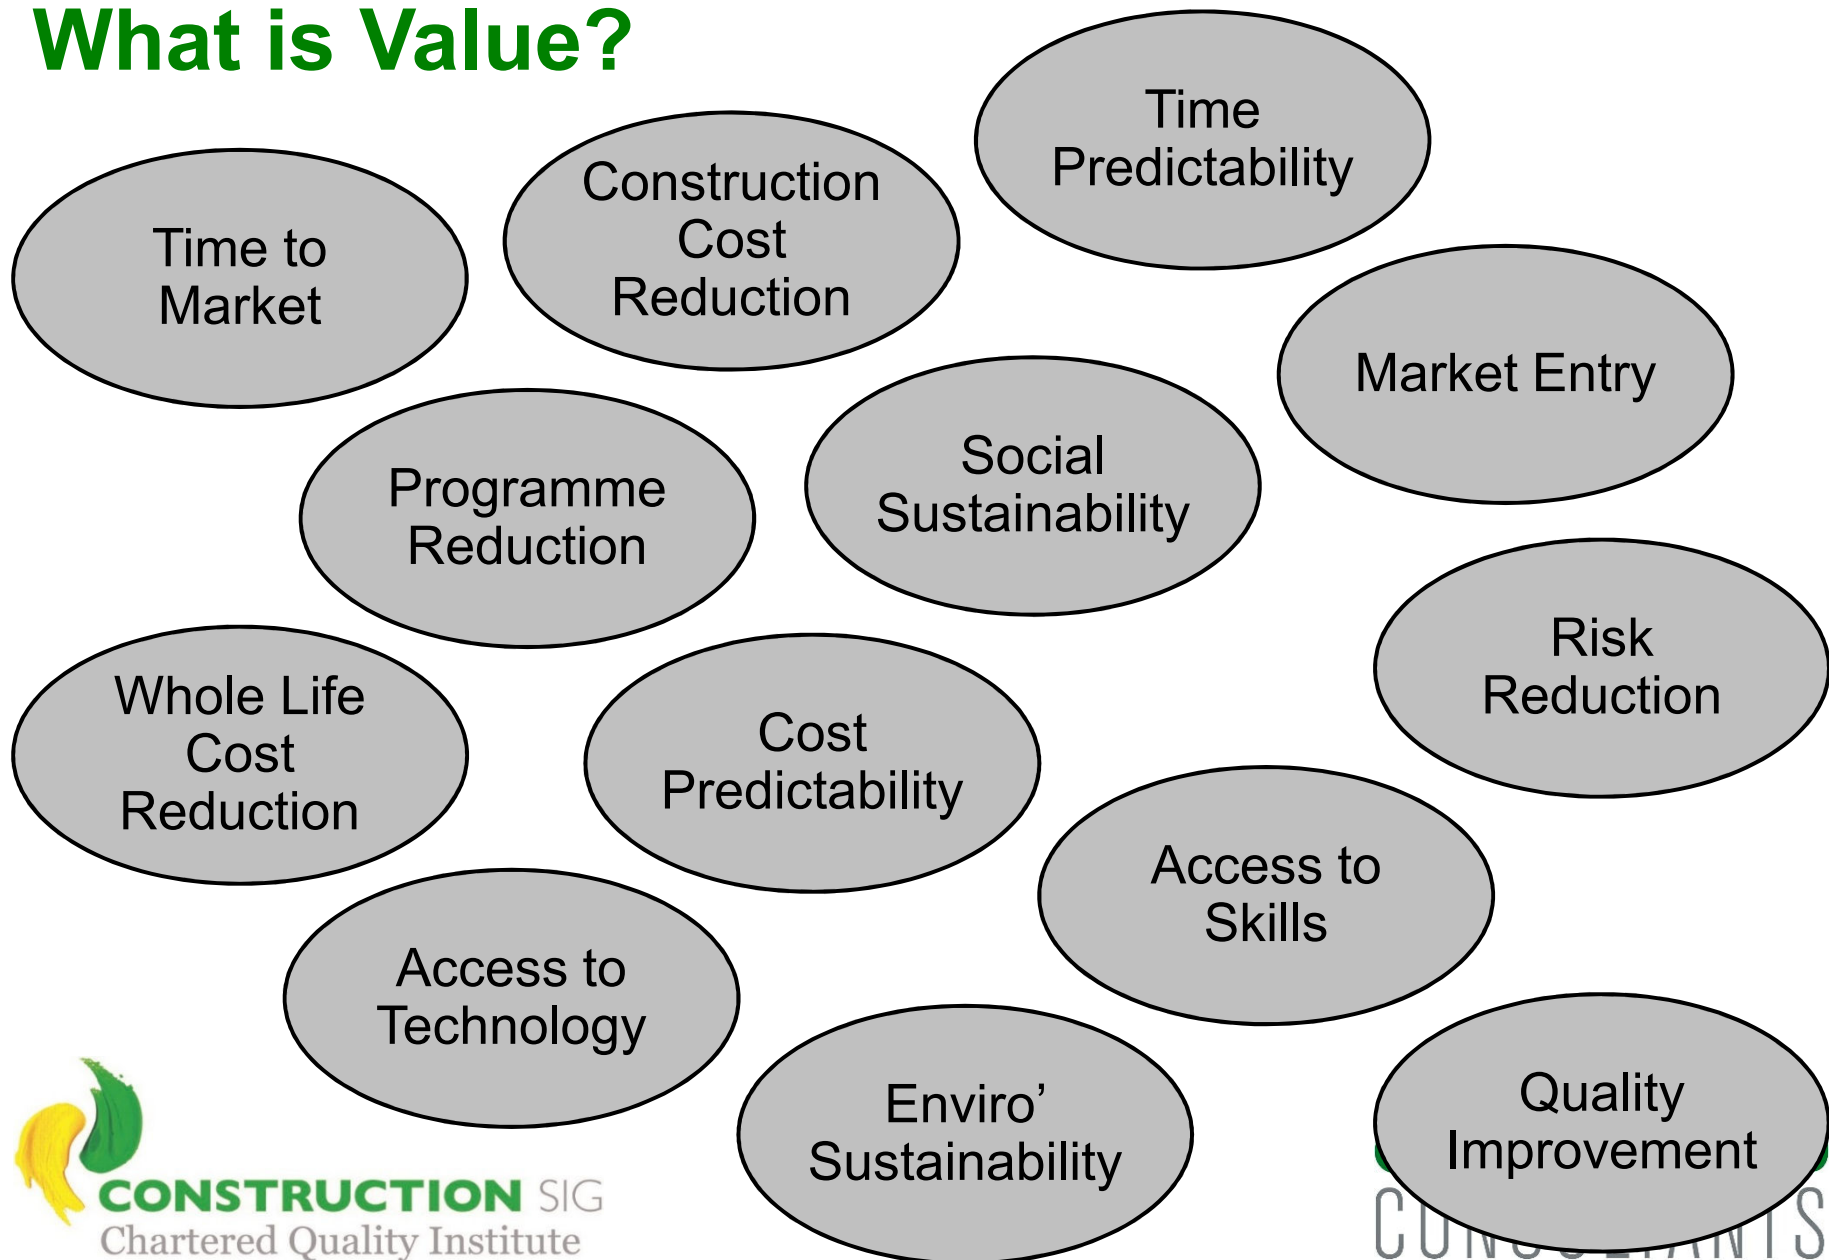 What is Value?
Time
Predictability
Construction
Cost
Reduction
Time to
Market
Market Entry
Social
Sustainability
Programme
Reduction
Risk
Reduction
Whole Life
Cost
Reduction
Cost
Predictability
Access to
Skills
Access to
Technology
Enviro’
Sustainability
Quality
Improvement
CONSTRUCTION SIG
Chartered Quality Institute